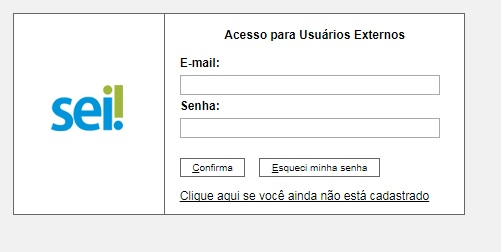 sei!
Acesso para Usuários Externos
E-mail:
Senha:
Confirma
Esqueci minha senha
Clique aqui se você ainda não está cadastrado